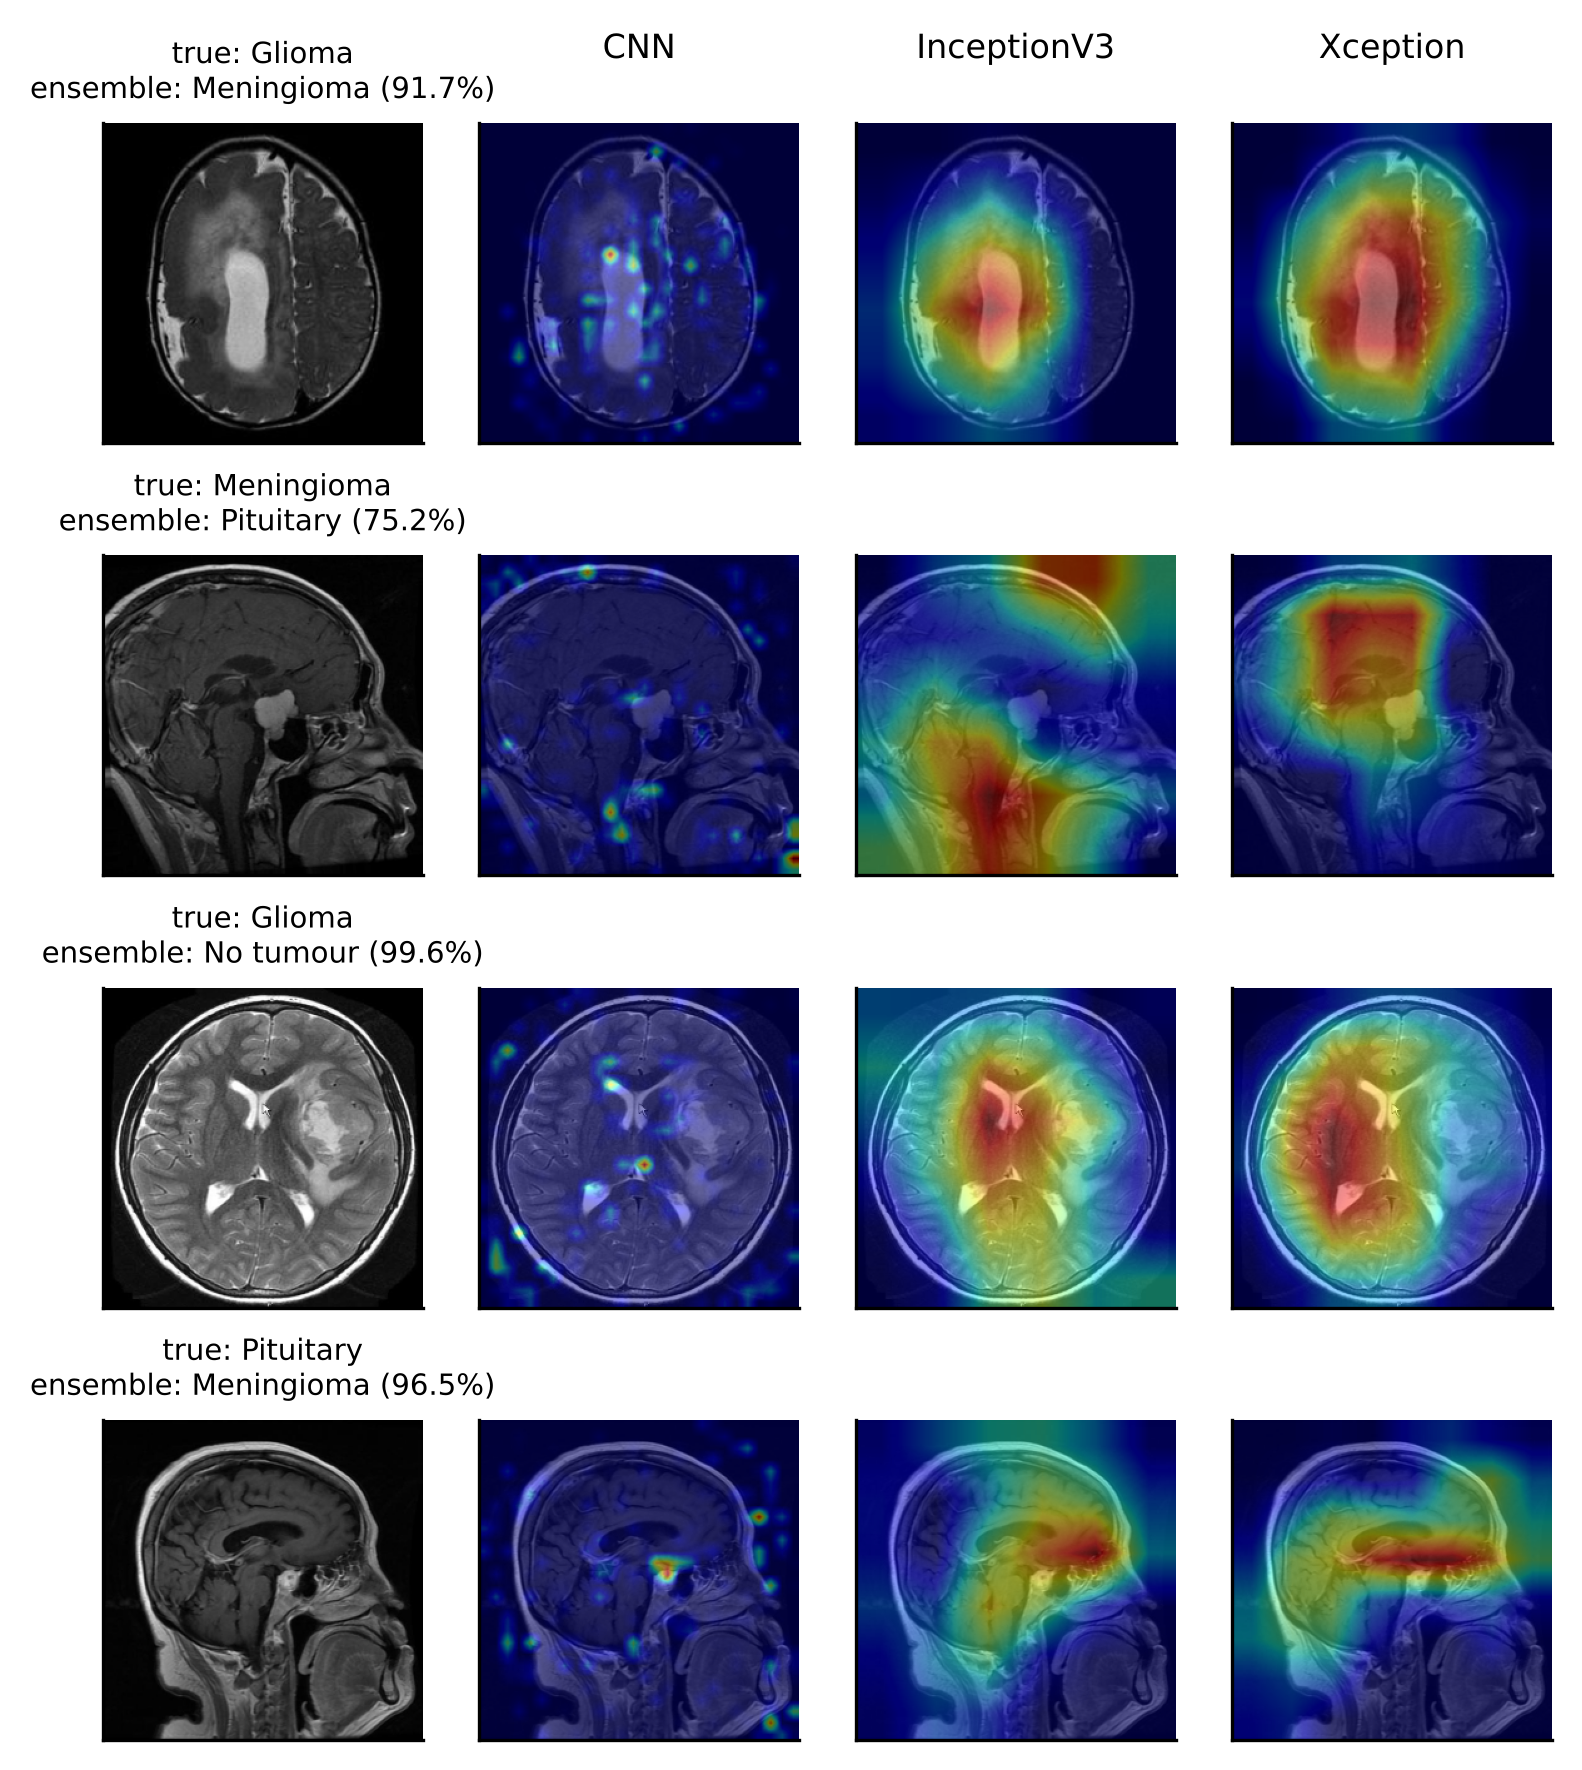 true: Glioma
ensemble: Meningioma (91.7%)
CNN
InceptionV3
Xception
true: Meningioma
ensemble: Pituitary (75.2%)
true: Glioma
ensemble: No tumour (99.6%)
true: Pituitary
ensemble: Meningioma (96.5%)